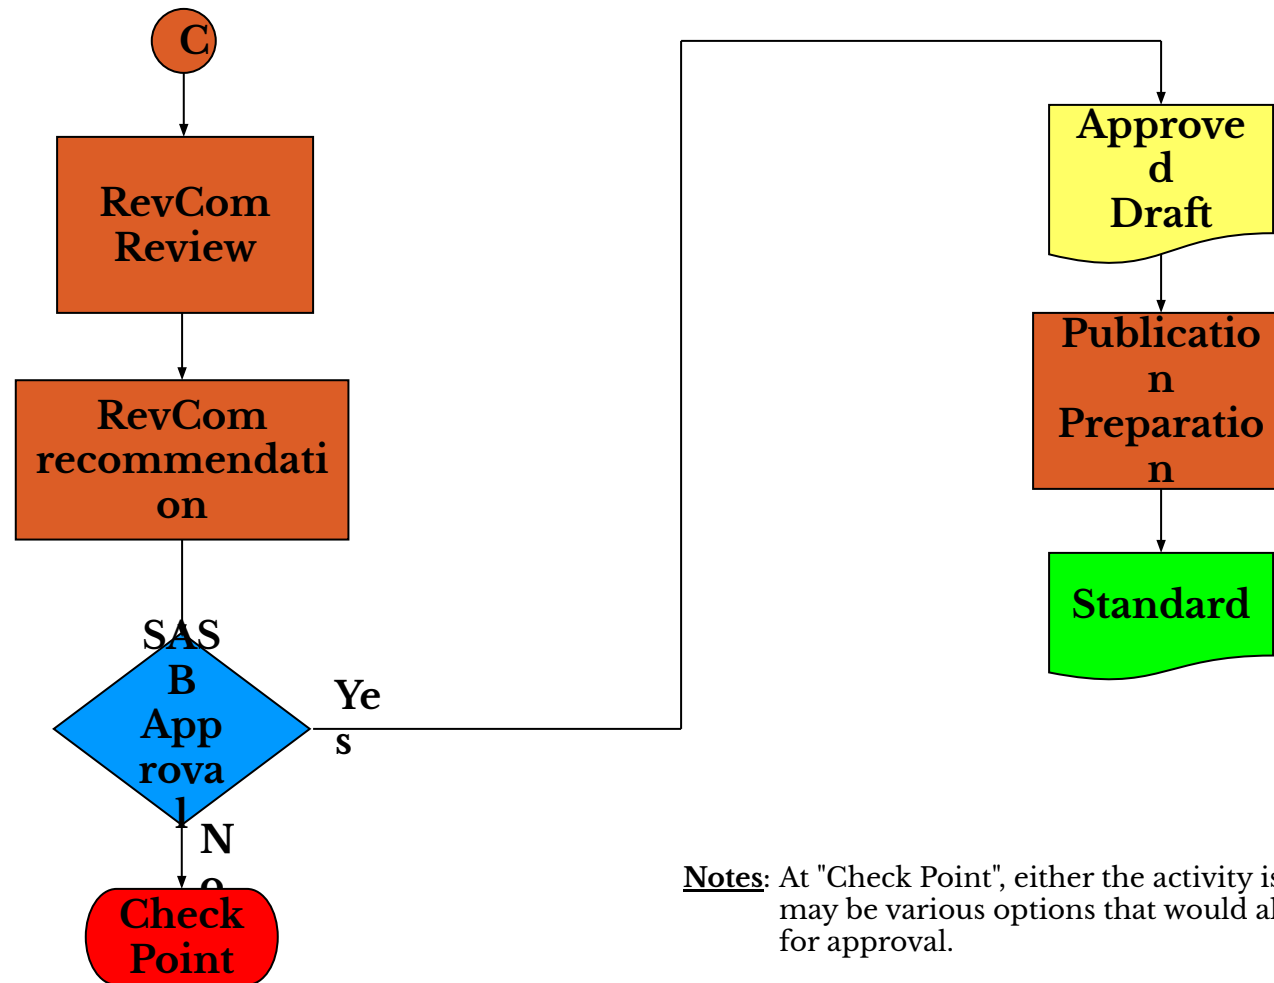 C
RevCom
Review
RevCom
recommendati
on
SAS
B
App
rova
l
Ye
s
N
o
Check
Point
Approve
d
Draft
Publicatio
n
Preparatio
n
Standard
Notes: At "Check Point", either the activity is
may be various options that would
for approval.